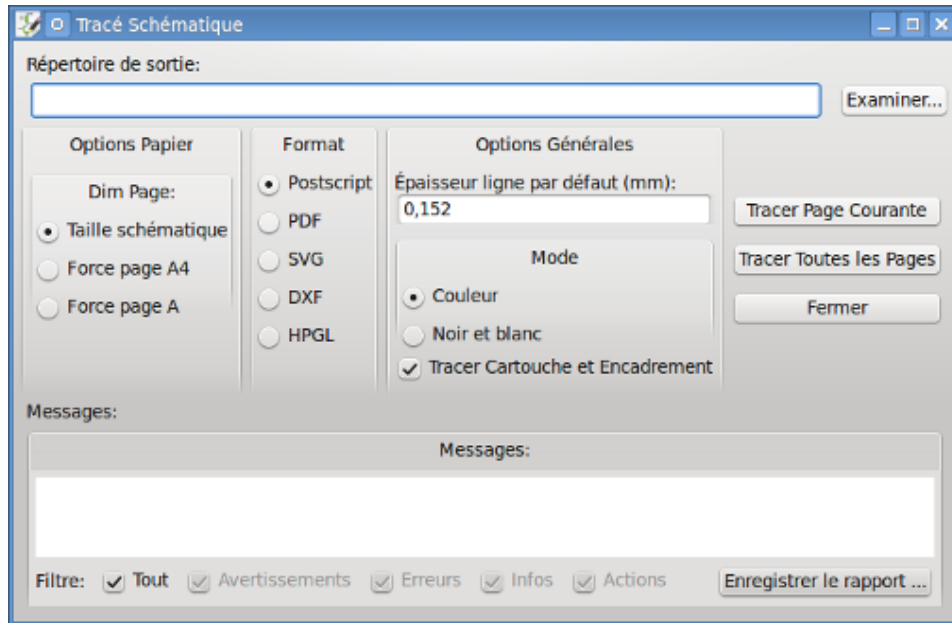 Tracé Schématique
Répertoire de sortie:
Examiner...
Options Papier
Dim Page:
Taille schématique
Force page A4
Force page A
Format
Postscript
PDF
SVG
DXF
HPGL
Options Générales
Épaisseur ligne par défaut (mm):
0,152
Mode
Couleur
Noir et blanc
Tracer Cartouche et Encadrement
Tracer Page Courante
Tracer Toutes les Pages
Fermer
Messages:
Messages:
Filtre: Tout Avertissements Erreurs Infos Actions Enregistrer le rapport ...